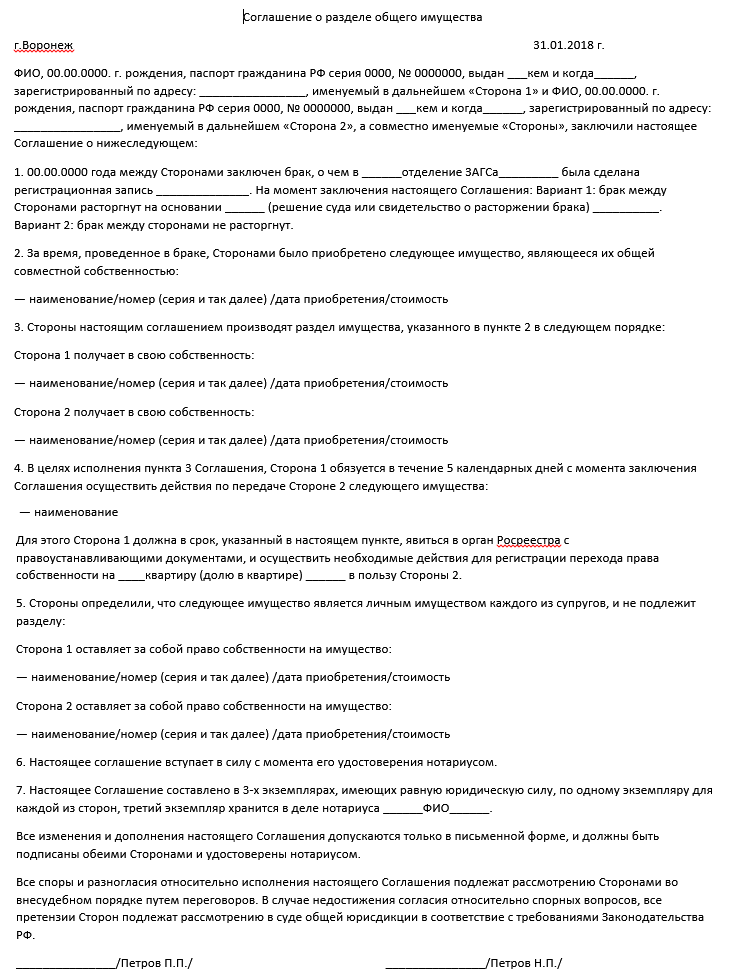 Соглашение о разделе общего имущества
г.Воронеж 31.01.2018 г.
ФИО, 00.00.0000. г. рождения, паспорт гражданина РФ серия 0000, № 0000000, выдан ___кем и когда______,
зарегистрированный по адресу: ________________, именуемый в дальнейшем «Сторона 1» и ФИО, 00.00.0000. г.
рождения, паспорт гражданина РФ серия 0000, № 0000000, выдан ___кем и когда______, зарегистрированный по адресу:
________________, именуемый в дальнейшем «Сторона 2», а совместно именуемые «Стороны», заключили настоящее
Соглашение о нижеследующем:
1. 00.00.0000 года между Сторонами заключен брак, о чем в ______отделение ЗАГСа_________ была сделана
регистрационная запись ______________. На момент заключения настоящего Соглашения: Вариант 1: брак между
Сторонами расторгнут на основании ______ (решение суда или свидетельство о расторжении брака) __________.
Вариант 2: брак между сторонами не расторгнут.
2. За время, проведенное в браке, Сторонами было приобретено следующее имущество, являющееся их общей
совместной собственностью:
— наименование/номер (серия и так далее) /дата приобретения/стоимость
3. Стороны настоящим соглашением производят раздел имущества, указанного в пункте 2 в следующем порядке:
Сторона 1 получает в свою собственность:
— наименование/номер (серия и так далее) /дата приобретения/стоимость
Сторона 2 получает в свою собственность:
— наименование/номер (серия и так далее) /дата приобретения/стоимость
4. В целях исполнения пункта 3 Соглашения, Сторона 1 обязуется в течение 5 календарных дней с момента заключения
Соглашения осуществить действия по передаче Стороне 2 следующего имущества:
— наименование
Для этого Сторона 1 должна в срок, указанный в настоящем пункте, явиться в орган Росреестра с
правоустанавливающими документами, и осуществить необходимые действия для регистрации перехода права
собственности на ____квартиру (долю в квартире) ______ в пользу Стороны 2.
5. Стороны определили, что следующее имущество является личным имуществом каждого из супругов, и не подлежит
разделу:
Сторона 1 оставляет за собой право собственности на имущество:
— наименование/номер (серия и так далее) /дата приобретения/стоимость
Сторона 2 оставляет за собой право собственности на имущество:
— наименование/номер (серия и так далее) /дата приобретения/стоимость
6. Настоящее соглашение вступает в силу с момента его удостоверения нотариусом.
7. Настоящее Соглашение составлено в 3-х экземплярах, имеющих равную юридическую силу, по одному экземпляру для
каждой из сторон, третий экземпляр хранится в деле нотариуса ______ФИО______.
Все изменения и дополнения настоящего Соглашения допускаются только в письменной форме, и должны быть
подписаны обеими Сторонами и удостоверены нотариусом.
Все споры и разногласия относительно исполнения настоящего Соглашения подлежат рассмотрению Сторонами во
внесудебном порядке путем переговоров. В случае недостижения согласия относительно спорных вопросов, все
претензии Сторон подлежат рассмотрению в суде общей юрисдикции в соответствие с требованиями Законодательства
РФ.
_______________/Петров П.П./ _______________/Петров Н.П./